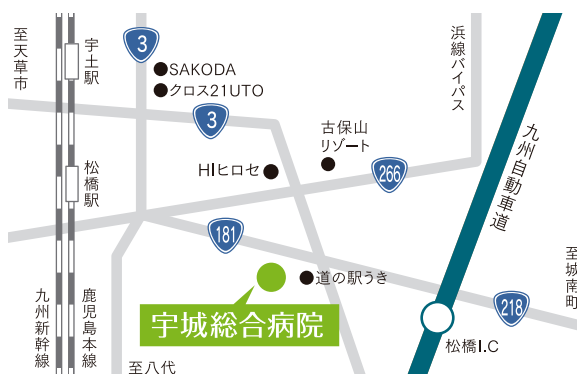 至天草市
宇土駅
3
SAKODA
クロス21UTO
浜線バイパス
3
古保山
リゾート
HIヒロセ
266
九州自動車道
松橋駅
181
至城南町
道の駅うき
宇城総合病院
218
松橋I.C
九州新幹線
鹿児島本線
至八代